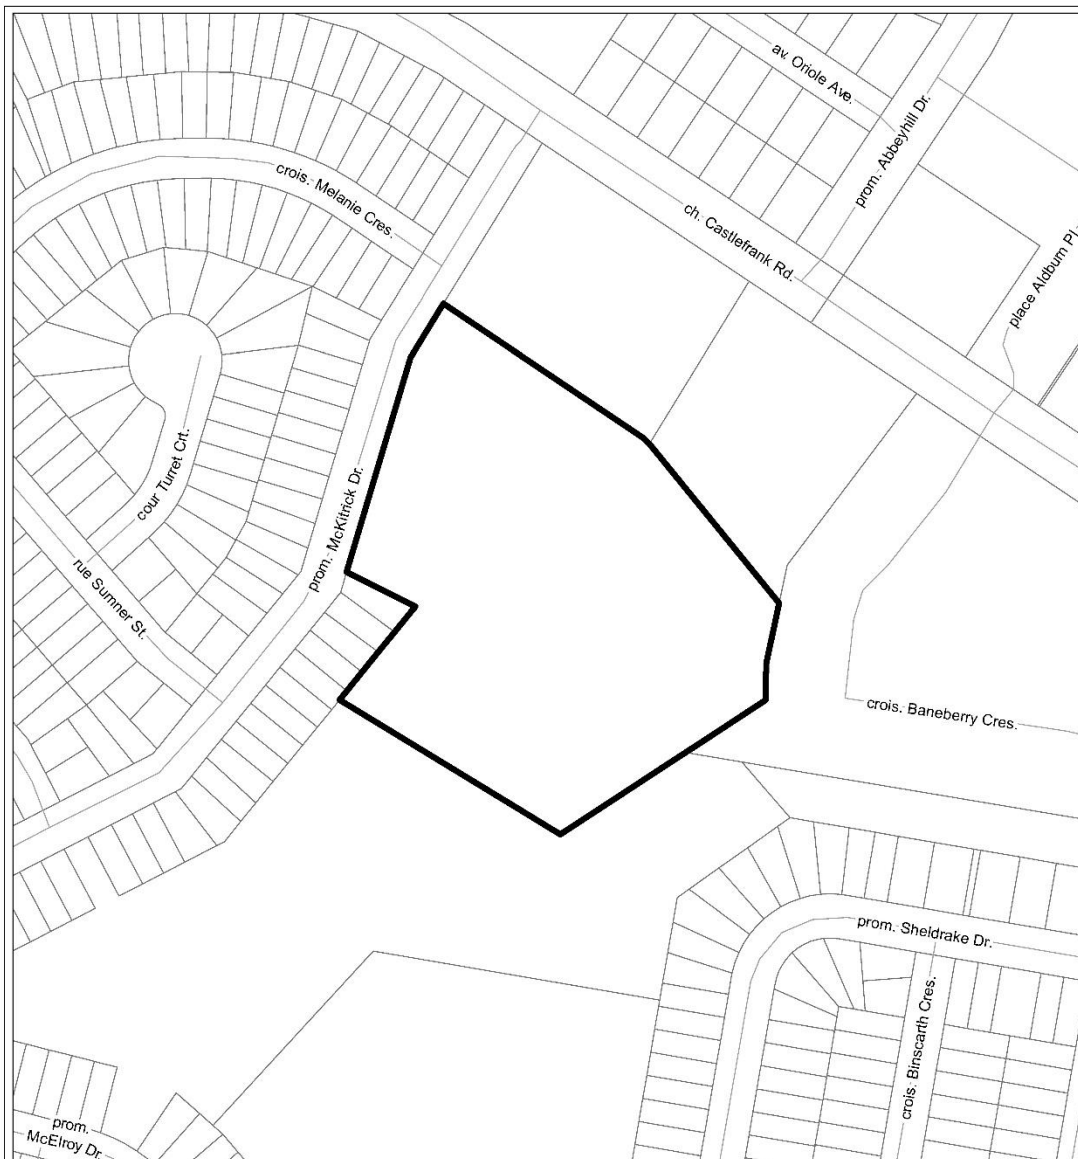 av. Oriole Ave.
prom. Abbeyhill Dr.
crois. Melanie Cres.
ch. Castlefrank Rd.
place Aldburn Pl.
cour Turret Crt.
prom. McKitrick Dr.
rue Sumner St.
crois. Baneberry Cres.
prom. Sheldrake Dr.
crois. Binscarth Cres.
prom.
McElroy Dr.